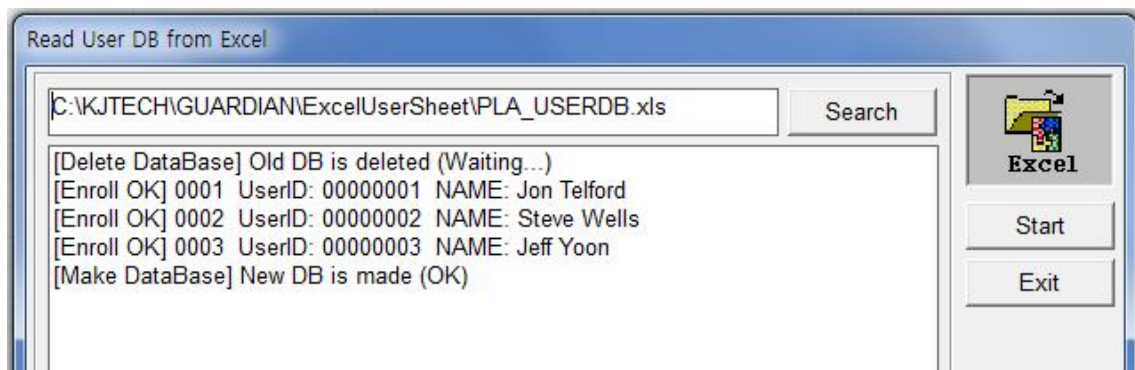 Read User DB from Excel
C:\KJTECH\GUARDIAN\ExcelUserSheet\PLA_USERDB.xls
Search
[Delete DataBase] Old DB is deleted (Waiting...)
[Enroll OK] 0001  UserID: 00000001  NAME: Jon Telford
[Enroll OK] 0002  UserID: 00000002  NAME: Steve Wells
[Enroll OK] 0003  UserID: 00000003  NAME: Jeff Yoon
[Make DataBase] New DB is made (OK)
Excel
Start
Exit